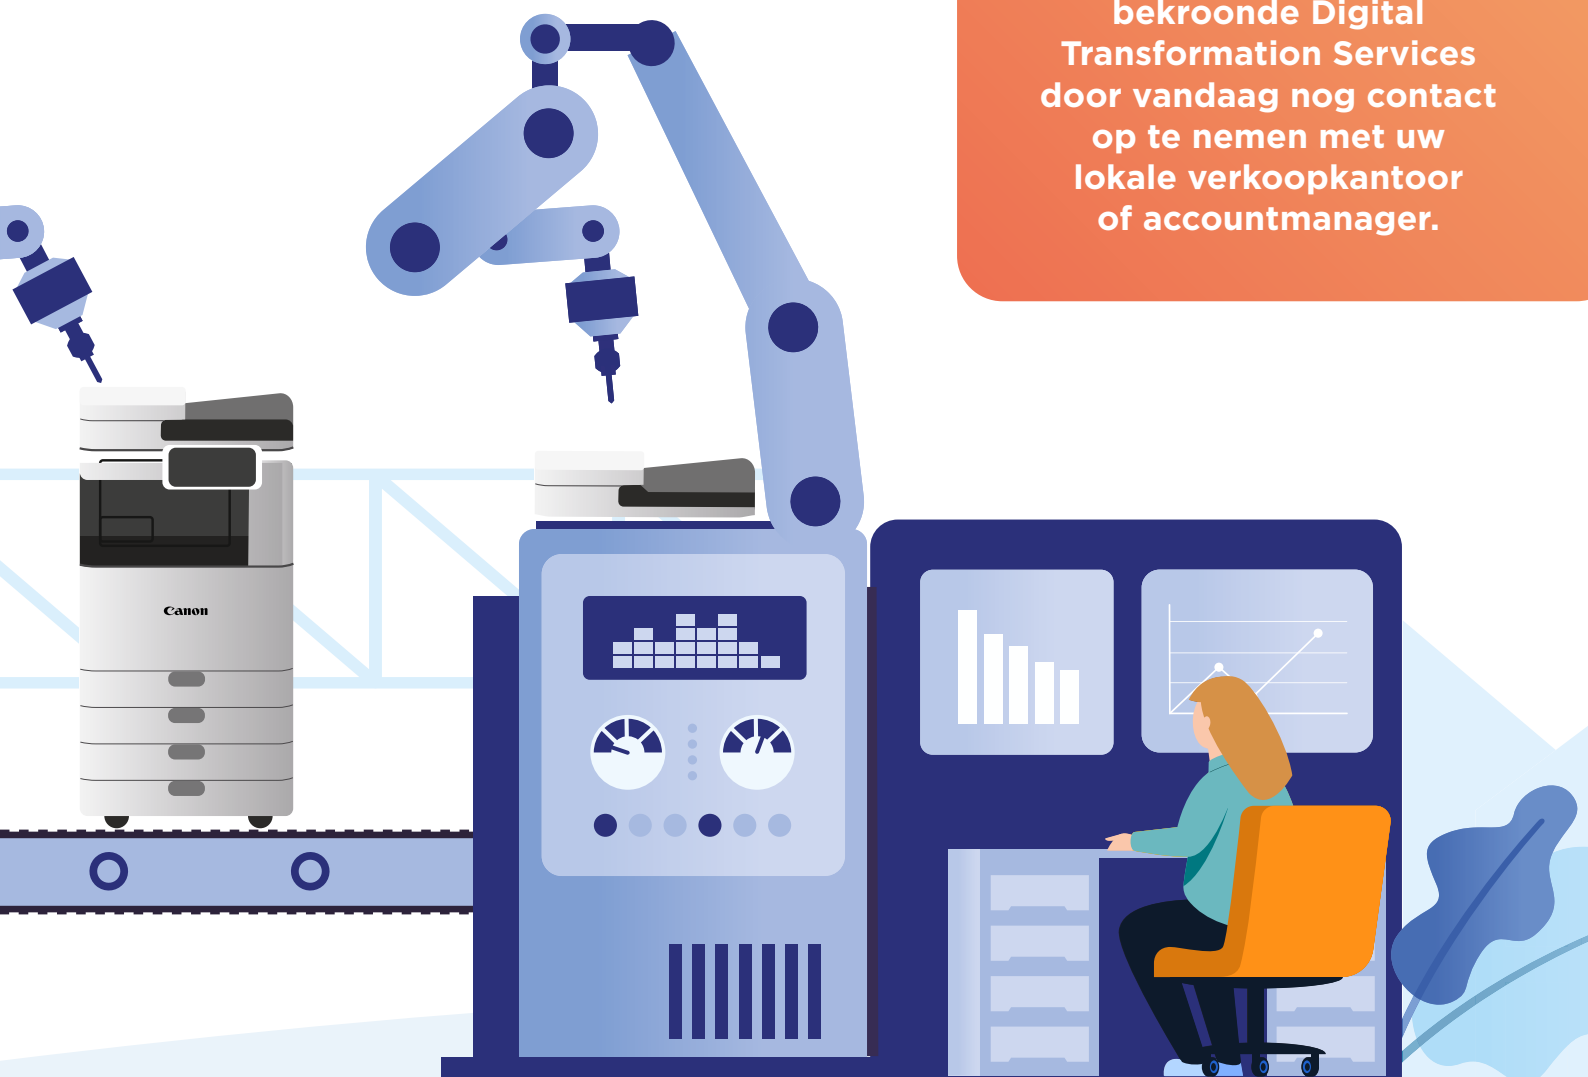 bekroonde Digital
Transformation Services
door vandaag nog contact
op te nemen met uw
lokale verkoopkantoor
of accountmanager.
Canon